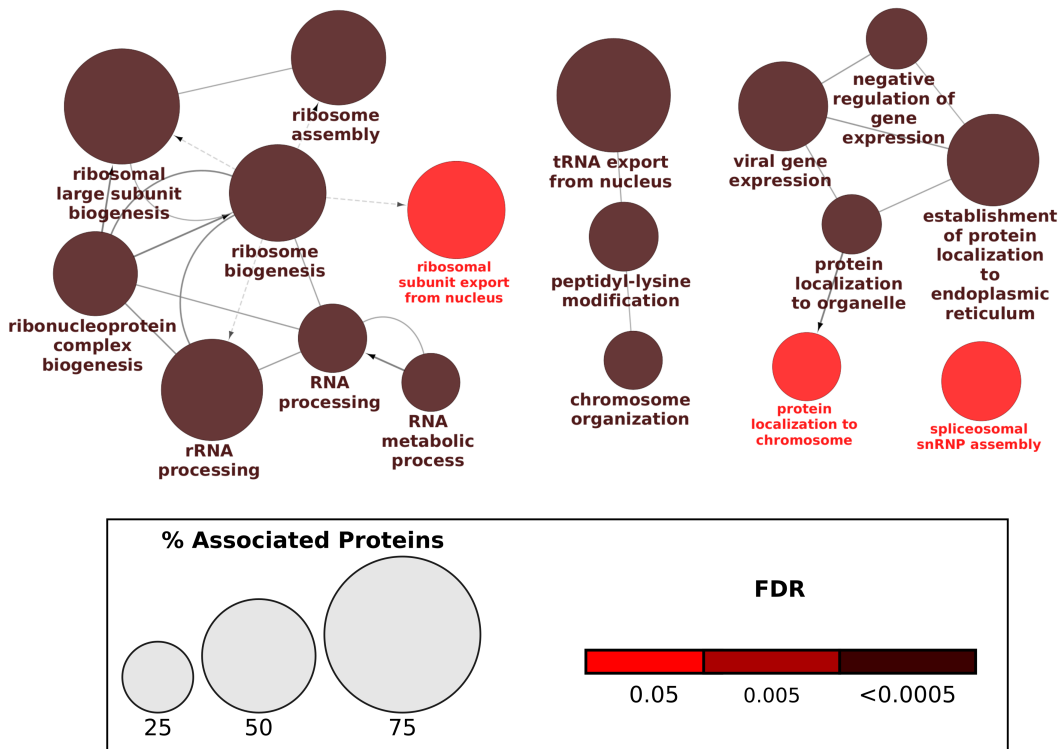 ribosome
assembly
ribosomal
large subunit
biogenesis
ribosome
biogenesis
ribosomal
subunit export
from nucleus
ribonucleoprotein
complex
biogenesis
rRNA
processing
RNA
processing
RNA
metabolic
process
tRNA export
from nucleus
peptidyl-lysine
modification
chromosome
organization
negative
regulation of
gene
expression
viral gene
expression
establishment
of protein
localization
to
endoplasmic
reticulum
protein
localization
to organelle
protein
localization to
chromosome
spliceosomal
snRNP assembly
% Associated Proteins
25
50
75
FDR
0.05
0.005
<0.0005